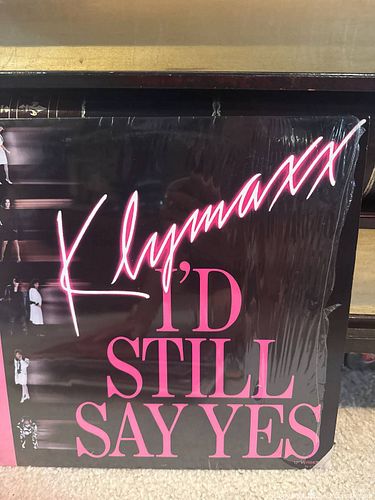 Klymaxx
I'D
STILL
SAY YES